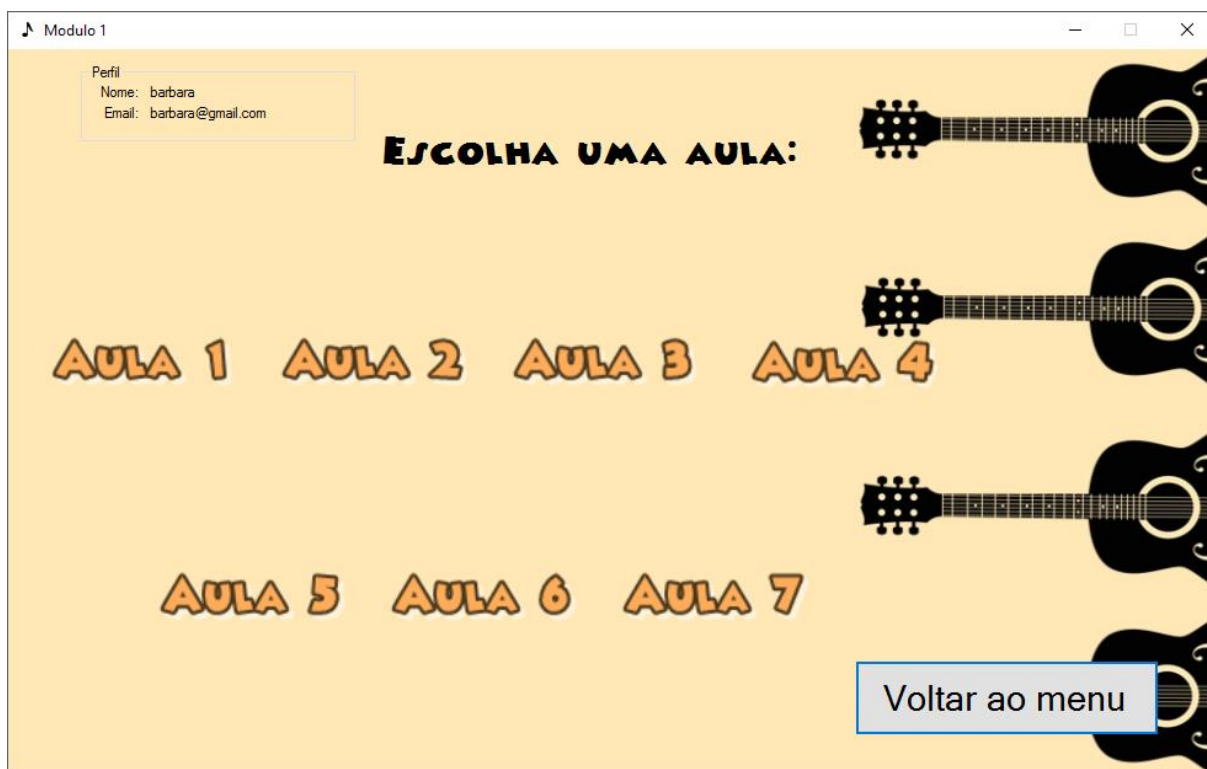 Modulo 1
Perfil
Nome: barbara
Email: barbara@gmail.com
Escolha uma aula:
Aula 1 Aula 2 Aula 3 Aula 4
Aula 5 Aula 6 Aula 7
Voltar ao menu